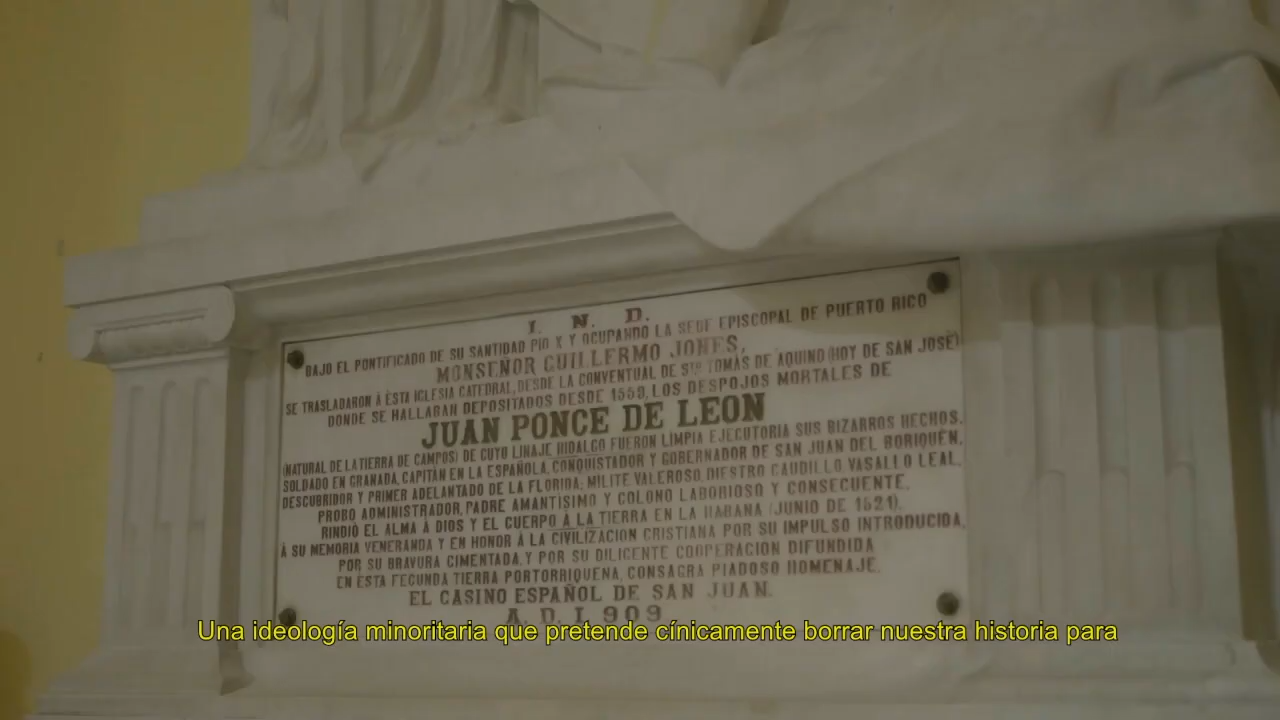 I. N. D.
BAJO EL PONTIFICADO DE SU SANTIDAD PIO X Y OCUPANDO LA SEDE EPISCOPAL DE PUERTO RICO
MONSEÑOR GUILLERMO JONES,
SE TRASLADARON Á ESTA IGLESIA CATEDRAL, DESDE LA CONVENTUAL DE STO TOMÁS DE AQUINO (HOY DE SAN JOSÉ)
DONDE SE HALLABAN DEPOSITADOS DESDE 1559, LOS DESPOJOS MORTALES DE
JUAN PONCE DE LEON
(NATURAL DE LA TIERRA DE CAMPOS) DE CUYO LINAJE HIDALGO FUERON LIMPIA EJECUTORIA SUS BIZARROS HECHOS.
SOLDADO EN GRANADA, CAPITÁN EN LA ESPAÑOLA, CONQUISTADOR Y GOBERNADOR DE SAN JUAN DEL BORIQUÉN,
DESCUBRIDOR Y PRIMER ADELANTADO DE LA FLORIDA; MILITE VALEROSO, DIESTRO CAUDILLO, VASALLO LEAL,
PROBO ADMINISTRADOR, PADRE AMANTÍSIMO Y COLONO LABORIOSO Y CONSECUENTE,
RINDIÓ EL ALMA Á DIOS Y EL CUERPO Á LA TIERRA EN LA HABANA (JUNIO DE 1521).
Á SU MEMORIA VENERANDA Y EN HONOR Á LA CIVILIZACION CRISTIANA POR SU IMPULSO INTRODUCIDA,
POR SU BRAVURA CIMENTADA, Y POR SU DILIGENTE COOPERACION DIFUNDIDA
EN ESTA FECUNDA TIERRA PORTORRIQUEÑA, CONSAGRA PIADOSO HOMENAJE,
EL CASINO ESPAÑOL DE SAN JUAN.
A. D. 1,909
Una ideología minoritaria que pretende cínicamente borrar nuestra historia para